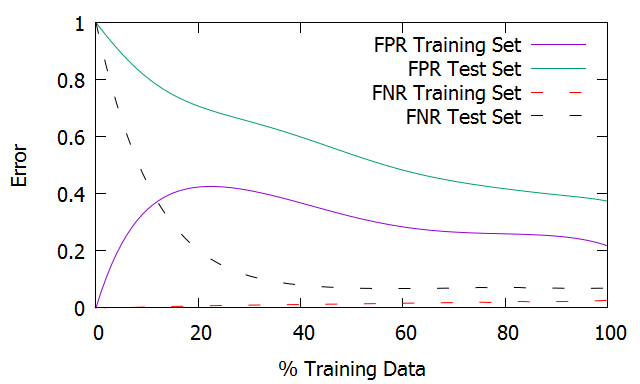 1
0.8
0.6
0.4
0.2
0
Error
0 20 40 60 80 100
% Training Data
FPR Training Set
FPR Test Set
FNR Training Set
FNR Test Set